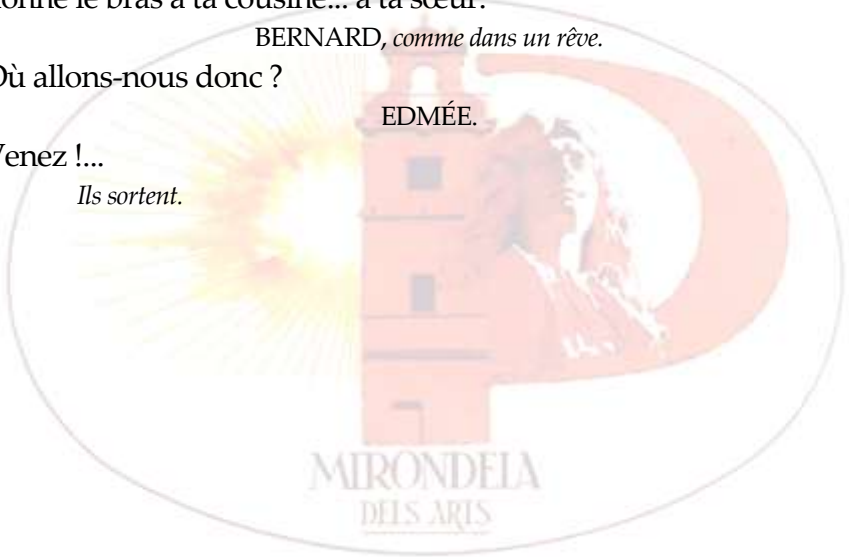 donne le bras à ta cousine... à ta sœur.
BERNARD, comme dans un rêve.
Où allons-nous donc ?
EDMÉE.
Venez !...
Ils sortent.
MIRONDELA
DELS ARTS